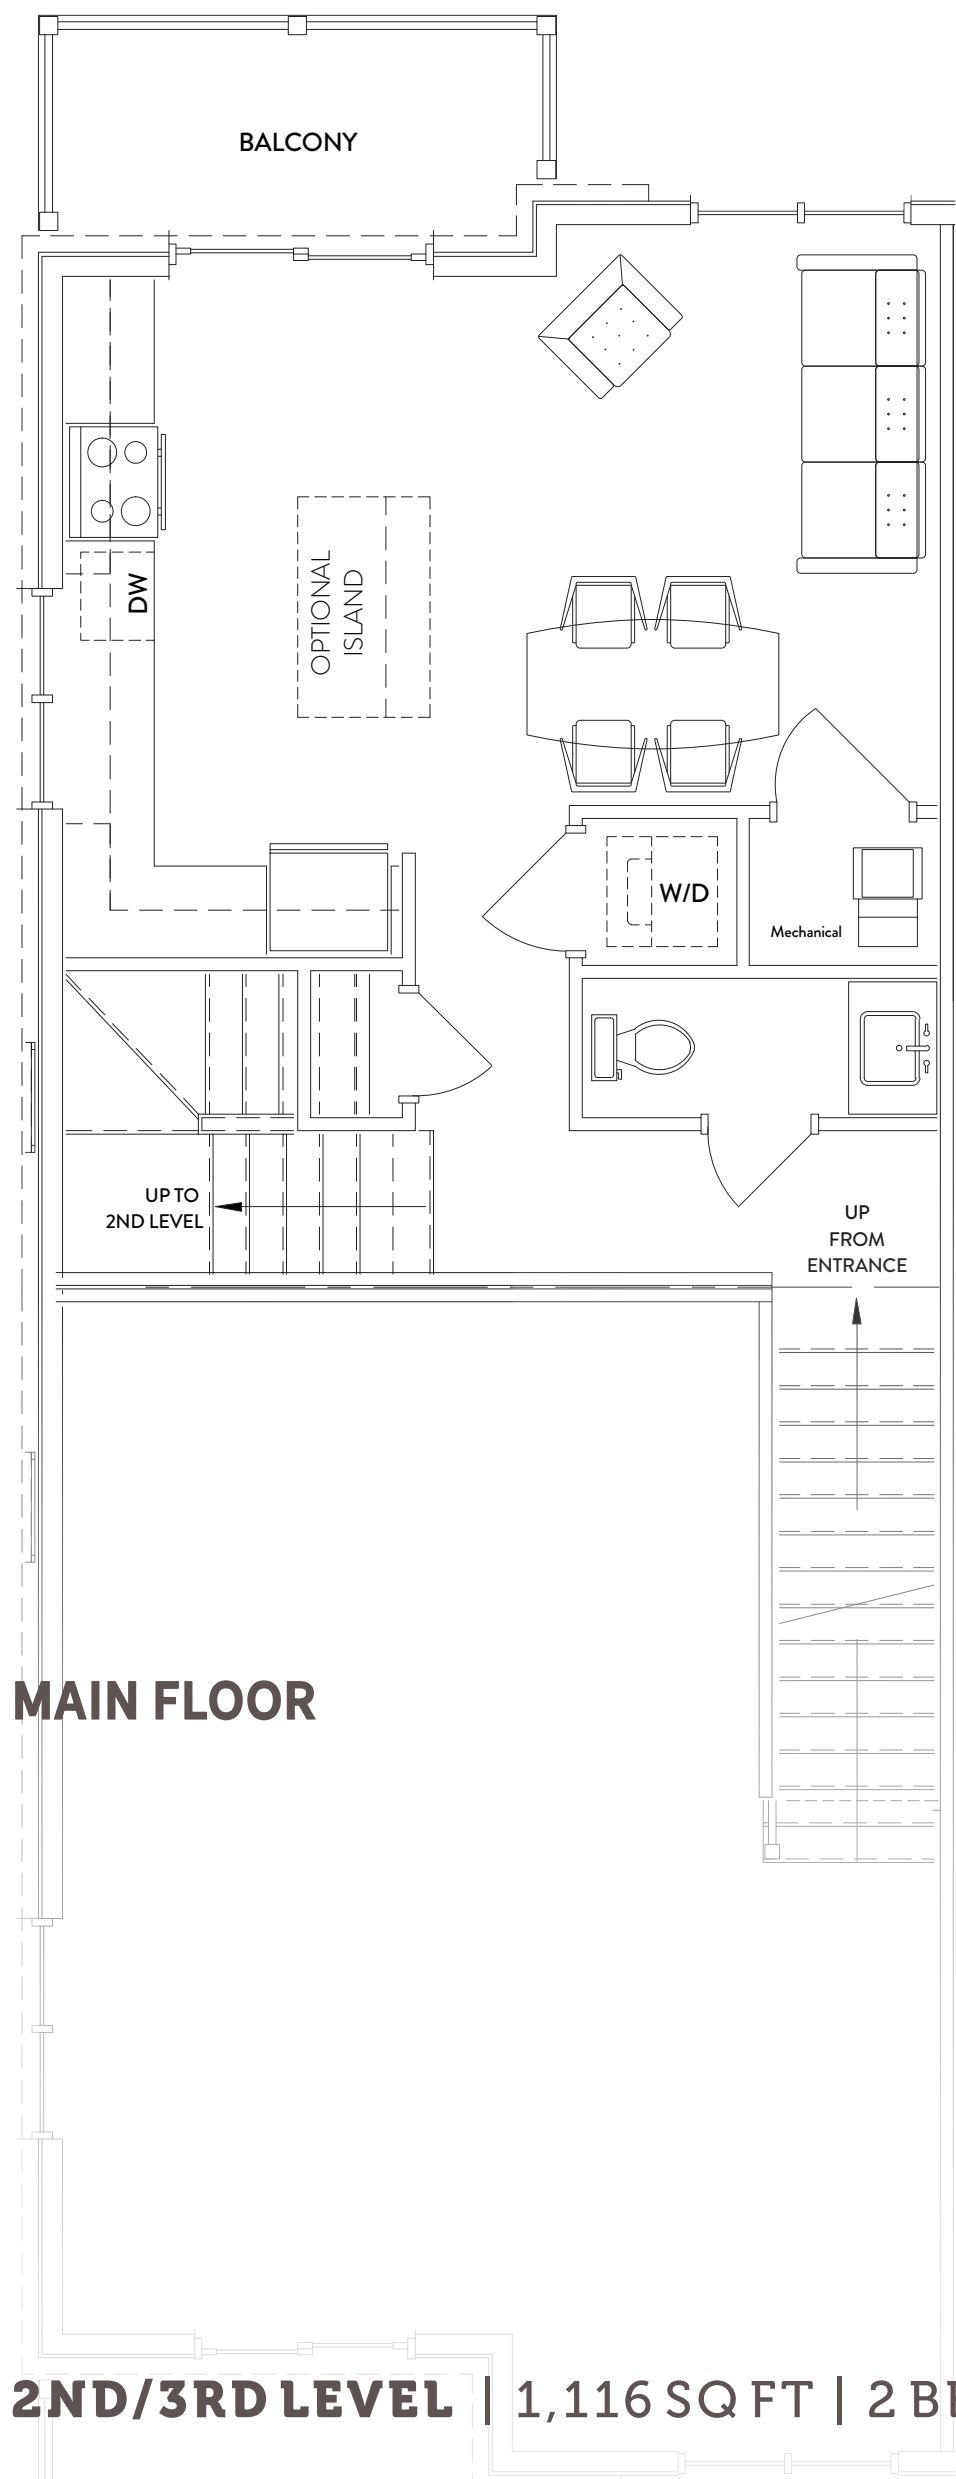 BALCONY
DW
OPTIONAL
ISLAND
W/D
Mechanical
UP TO
2ND LEVEL
UP
FROM
ENTRANCE
MAIN FLOOR
2ND/3RD LEVEL | 1,116 SQ FT | 2